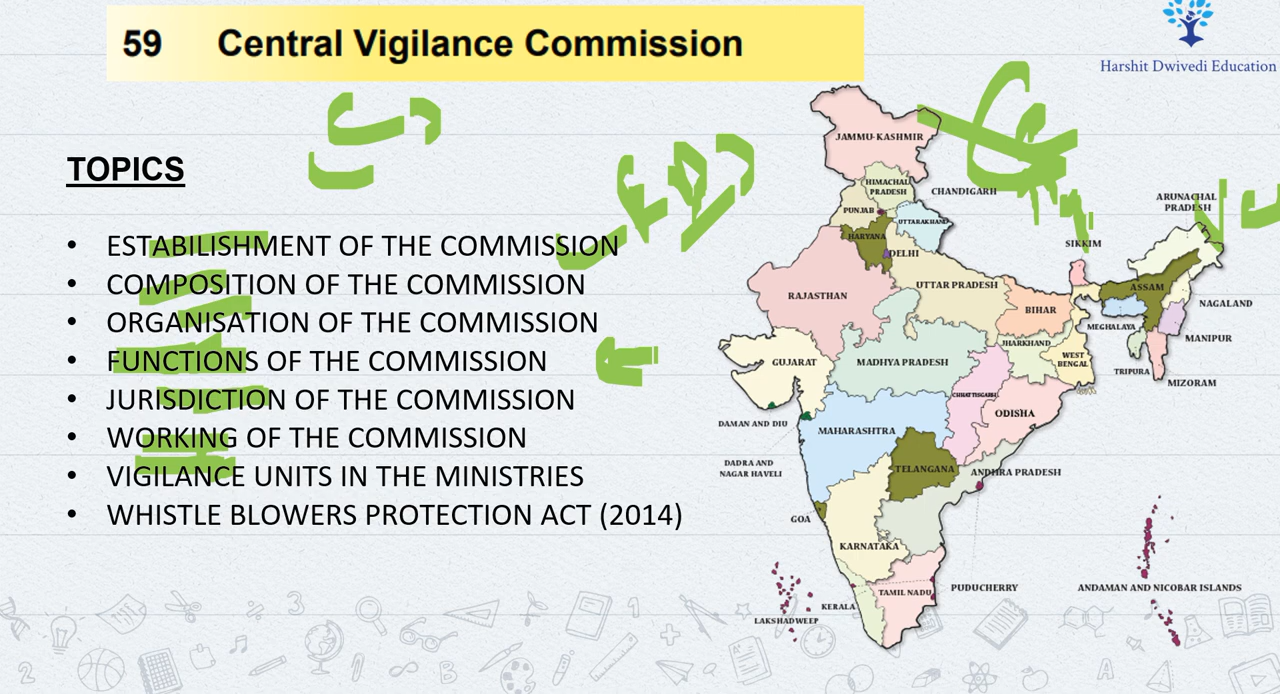 59 Central Vigilance Commission
Harshit Dwivedi Education
TOPICS
• ESTABILISHMENT OF THE COMMISSION
• COMPOSITION OF THE COMMISSION
• ORGANISATION OF THE COMMISSION
• FUNCTIONS OF THE COMMISSION
• JURISDICTION OF THE COMMISSION
• WORKING OF THE COMMISSION
• VIGILANCE UNITS IN THE MINISTRIES
• WHISTLE BLOWERS PROTECTION ACT (2014)
JAMMU-KASHMIR
HIMACHAL
PRADESH
CHANDIGARH
PUNJAB
UTTARAKHAND
HARYANA
DELHI
ARUNACHAL
PRADESH
SIKKIM
RAJASTHAN
UTTAR PRADESH
BIHAR
ASSAM
NAGALAND
MEGHALAYA
MANIPUR
TRIPURA
MIZORAM
GUJARAT
MADHYA PRADESH
JHARKHAND
WEST
BENGAL
CHHATTISGARH
ODISHA
DAMAN AND DIU
MAHARASHTRA
DADRA AND
NAGAR HAVELI
TELANGANA
ANDHRA PRADESH
GOA
KARNATAKA
TAMIL NADU
PUDUCHERRY
KERALA
LAKSHADWEEP
ANDAMAN AND NICOBAR ISLANDS